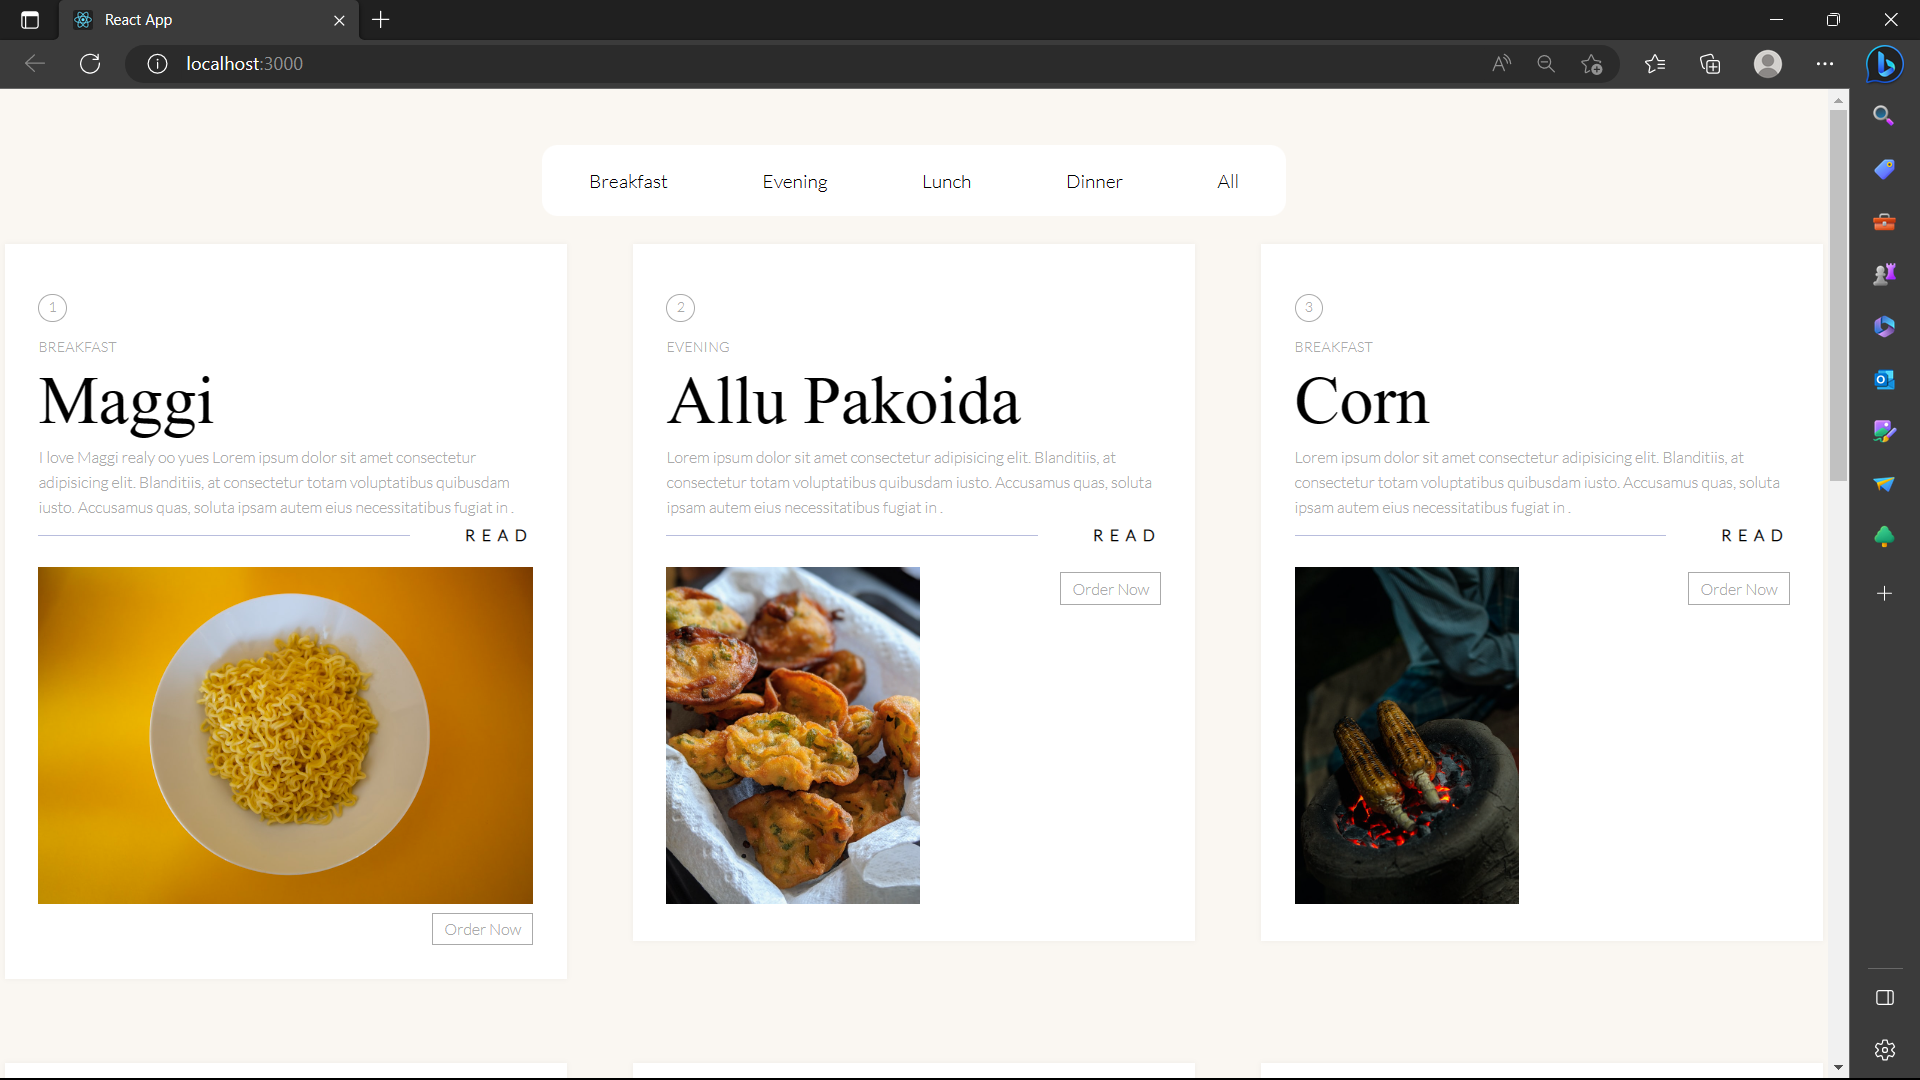 React App
localhost:3000
Breakfast Evening Lunch Dinner All
1
BREAKFAST
Maggi
I love Maggi realy oo yues Lorem ipsum dolor sit amet consectetur
adipisicing elit. Blanditiis, at consectetur totam voluptatibus quibusdam
iusto. Accusamus quas, soluta ipsam autem eius necessitatibus fugiat in .
READ
Order Now
2
EVENING
Allu Pakoida
Lorem ipsum dolor sit amet consectetur adipisicing elit. Blanditiis, at
consectetur totam voluptatibus quibusdam iusto. Accusamus quas, soluta
ipsam autem eius necessitatibus fugiat in .
READ
Order Now
3
BREAKFAST
Corn
Lorem ipsum dolor sit amet consectetur adipisicing elit. Blanditiis, at
consectetur totam voluptatibus quibusdam iusto. Accusamus quas, soluta
ipsam autem eius necessitatibus fugiat in .
READ
Order Now